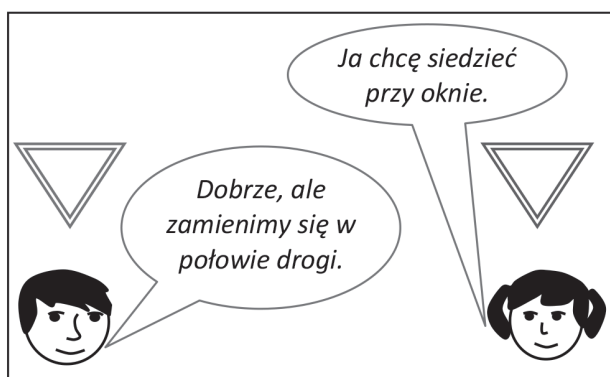 Ja chcę siedzieć
przy oknie.
Dobrze, ale
zamienimy się w
połowie drogi.